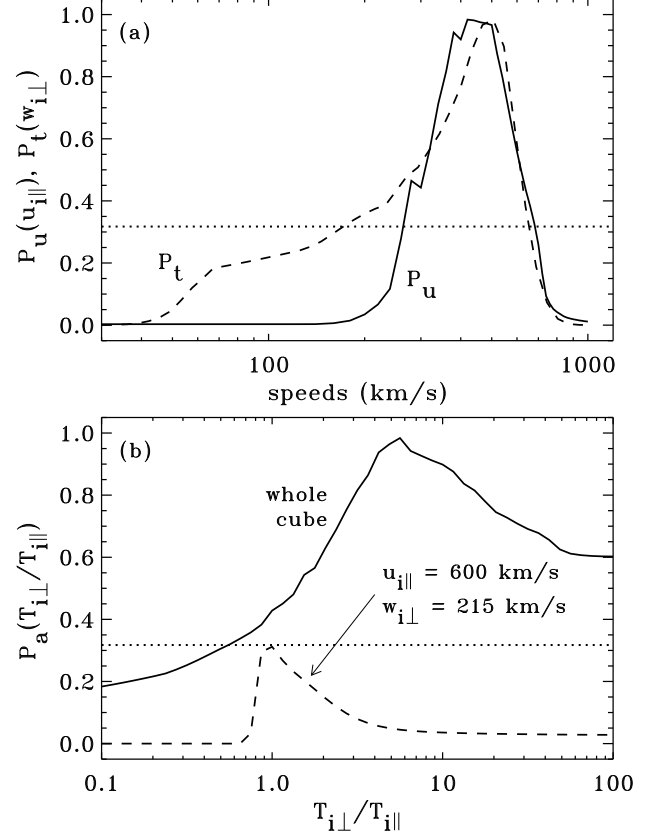 1.0
0.8
0.6
0.4
0.2
0.0
P_u(u_i∥), P_t(w_i⊥)
(a)
P_t
P_u
100
1000
speeds (km/s)
1.0
0.8
0.6
0.4
0.2
0.0
P_a(T_i⊥/T_i∥)
(b)
whole
cube
u_i∥ = 600 km/s
w_i⊥ = 215 km/s
0.1
1.0
10
100
T_i⊥/T_i∥